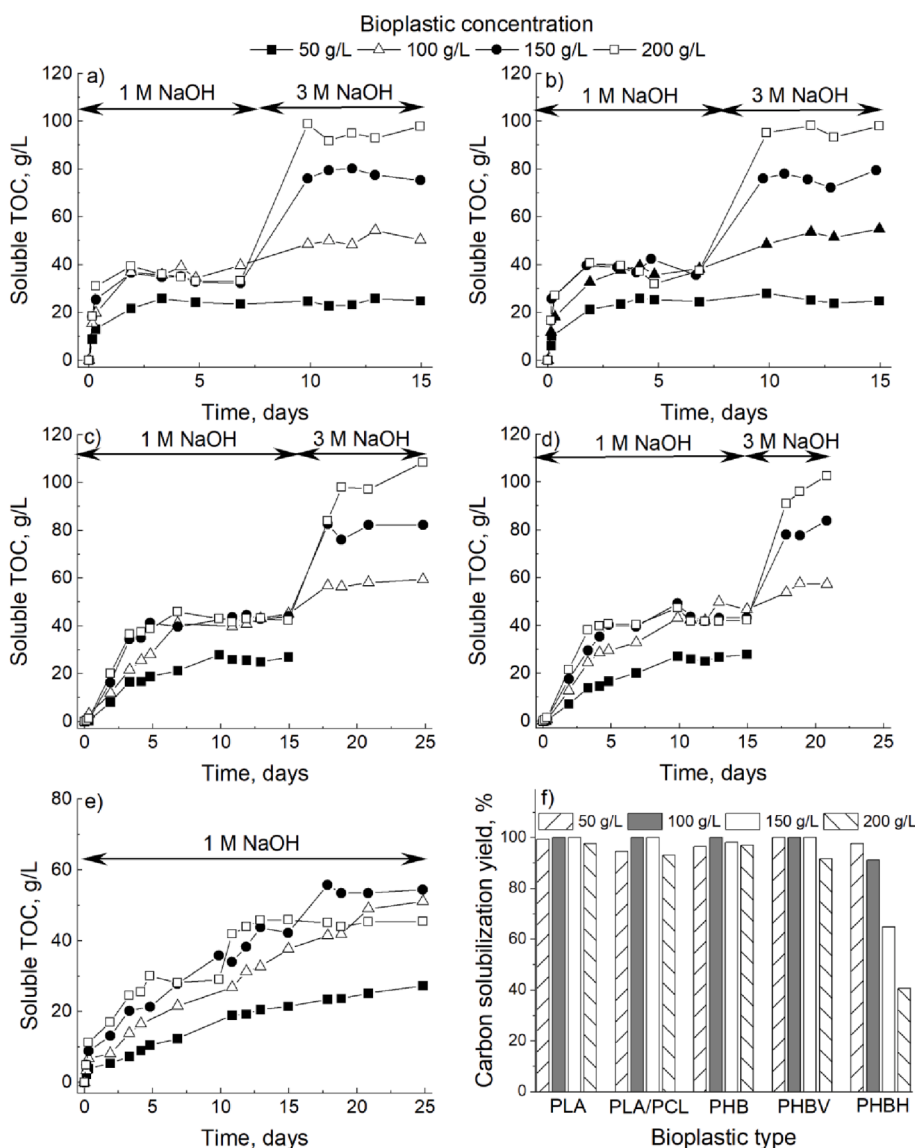 Bioplastic concentration
50 g/L 100 g/L 150 g/L 200 g/L
a)
1 M NaOH 3 M NaOH
Soluble TOC, g/L
120
100
80
60
40
20
0
0 5 10 15
Time, days
b)
1 M NaOH 3 M NaOH
Soluble TOC, g/L
120
100
80
60
40
20
0
0 5 10 15
Time, days
c)
1 M NaOH 3 M NaOH
Soluble TOC, g/L
120
100
80
60
40
20
0
0 5 10 15 20 25
Time, days
d)
1 M NaOH 3 M NaOH
Soluble TOC, g/L
120
100
80
60
40
20
0
0 5 10 15 20 25
Time, days
e)
1 M NaOH
Soluble TOC, g/L
80
60
40
20
0
0 5 10 15 20 25
Time, days
f)
50 g/L 100 g/L 150 g/L 200 g/L
Carbon solubilization yield, %
100
80
60
40
20
0
PLA PLA/PCL PHB PHBV PHBH
Bioplastic type